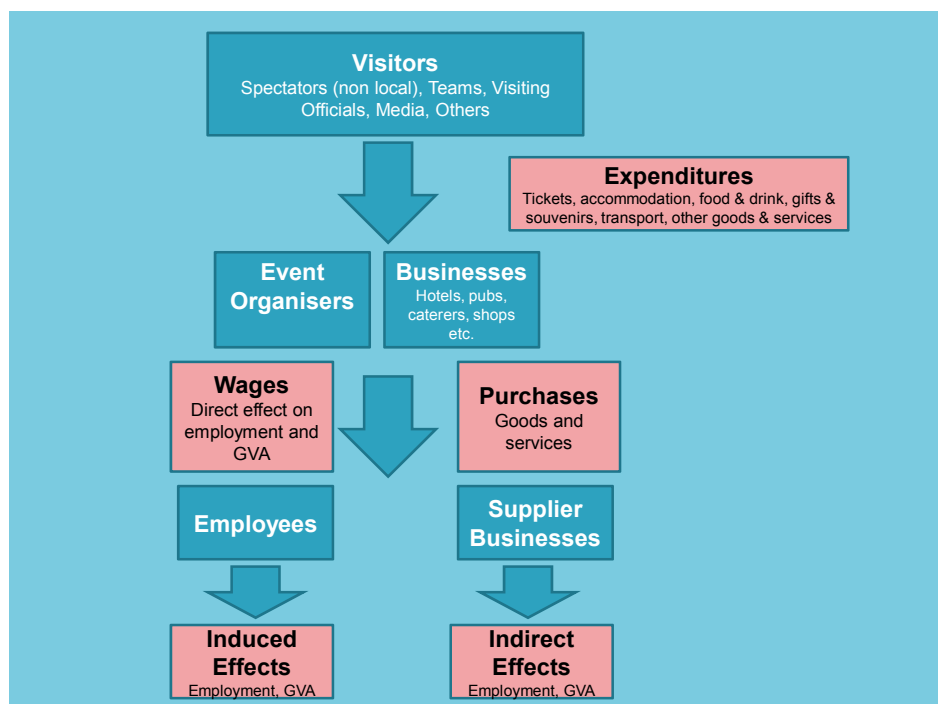 Visitors
Spectators (non local), Teams, Visiting
Officials, Media, Others
Expenditures
Tickets, accommodation, food & drink, gifts &
souvenirs, transport, other goods & services
Event
Organisers
Businesses
Hotels, pubs,
caterers, shops
etc.
Wages
Direct effect on
employment and
GVA
Purchases
Goods and
services
Employees
Supplier
Businesses
Induced
Effects
Employment, GVA
Indirect
Effects
Employment, GVA